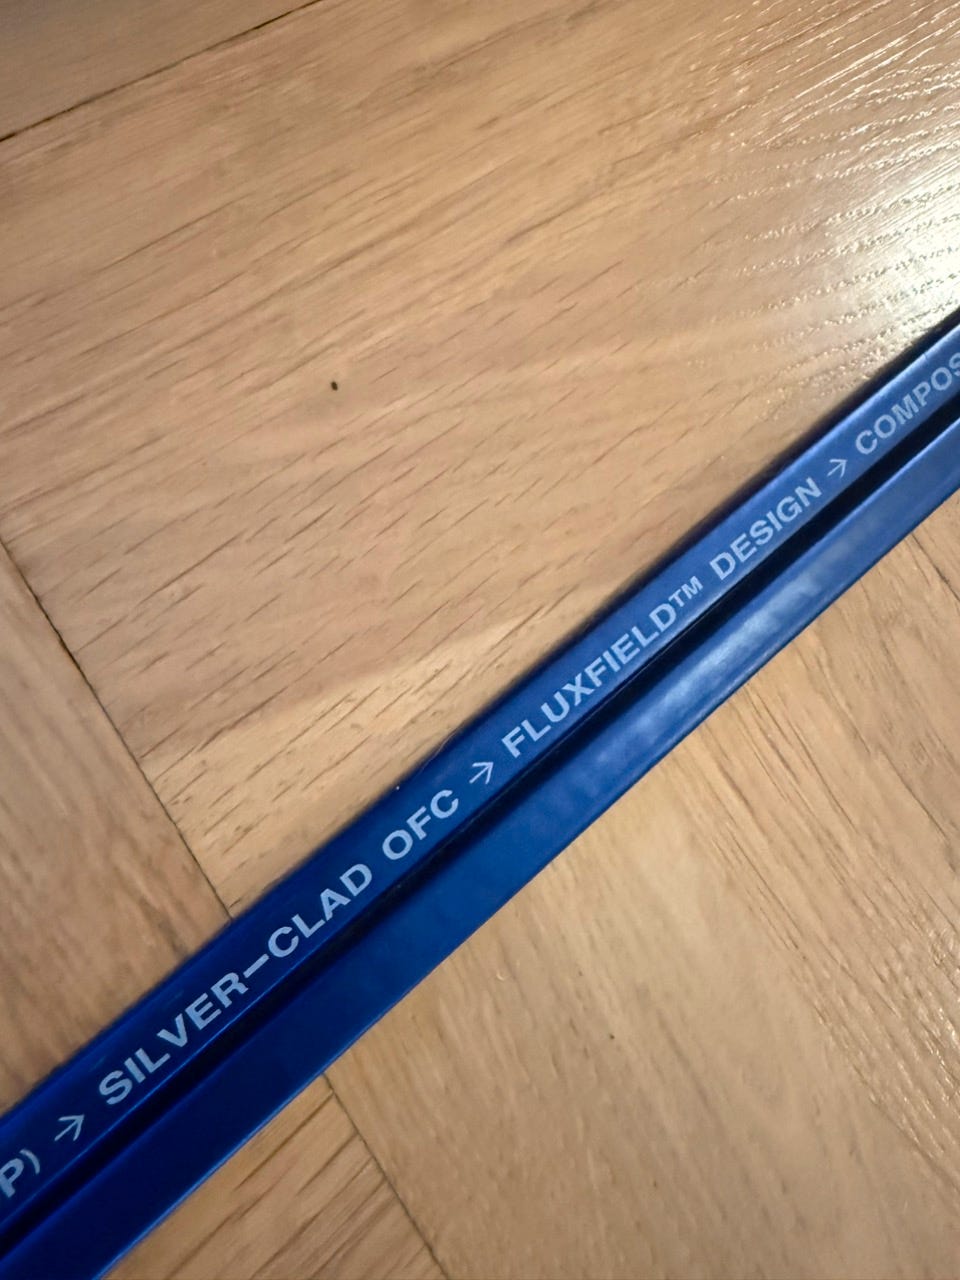 P) → SILVER-CLAD OFC → FLUXFIELD™ DESIGN → COMPOS